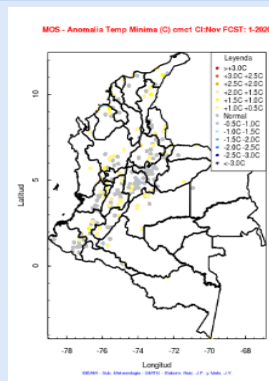 MOS - Anomalia Temp Minima (C) cmc1 CI:Nov FCST: 1-2020
Leyenda
>+3.0C
+3.0C +2.5C
+2.5C +2.0C
+2.0C +1.5C
+1.5C +1.0C
+1.0C +0.5C
Normal
-0.5C -1.0C
-1.0C -1.5C
-1.5C -2.0C
-2.0C -2.5C
-2.5C -3.0C
<-3.0C
Latitud
10
5
0
-78 -76 -74 -72 -70 -68
Longitud
IDEAM - Sub. Meteorologia -